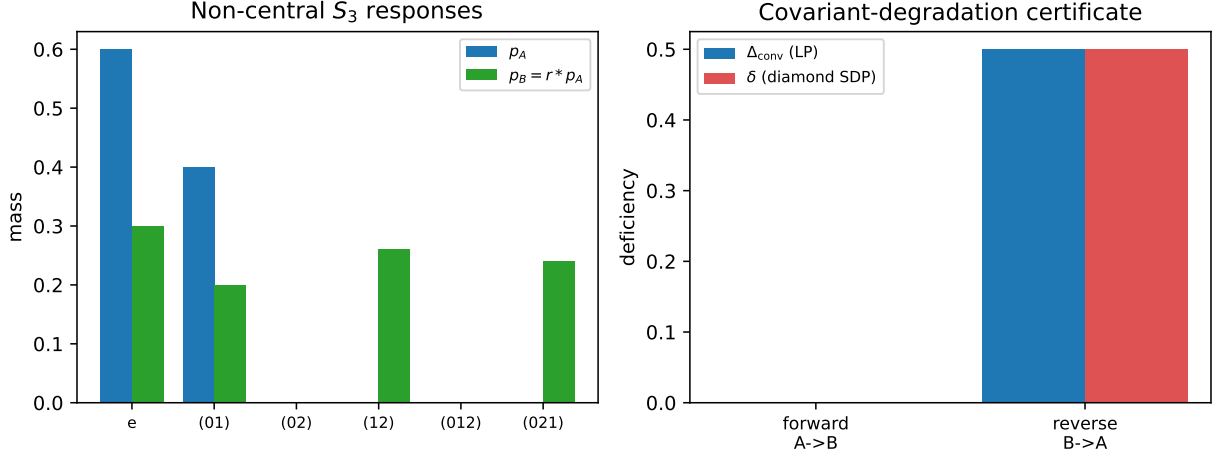 Non-central S₃ responses
mass
0.6
0.5
0.4
0.3
0.2
0.1
0.0
p_A
p_B = r * p_A
e
(01)
(02)
(12)
(012)
(021)
Covariant-degradation certificate
deficiency
0.5
0.4
0.3
0.2
0.1
0.0
Δ_conv (LP)
δ (diamond SDP)
forward
A->B
reverse
B->A